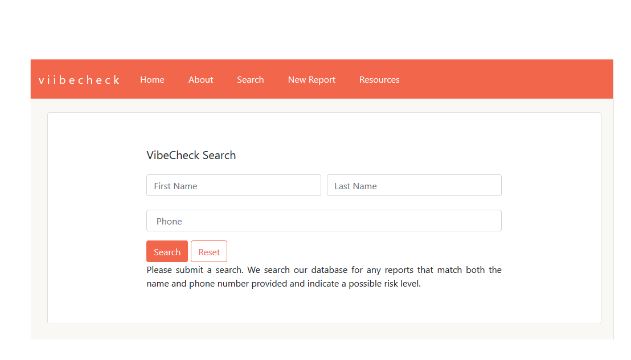 viibecheck Home About Search New Report Resources
VibeCheck Search
First Name Last Name
Phone
Search Reset
Please submit a search. We search our database for any reports that match both the
name and phone number provided and indicate a possible risk level.